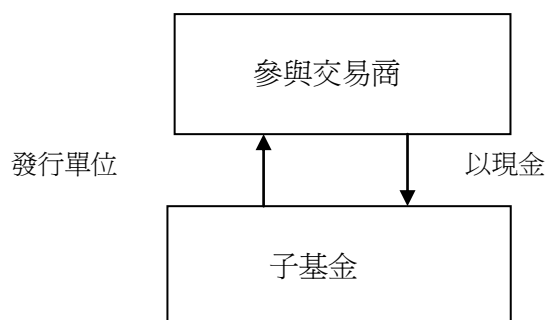 參與交易商
發行單位
以現金
子基金